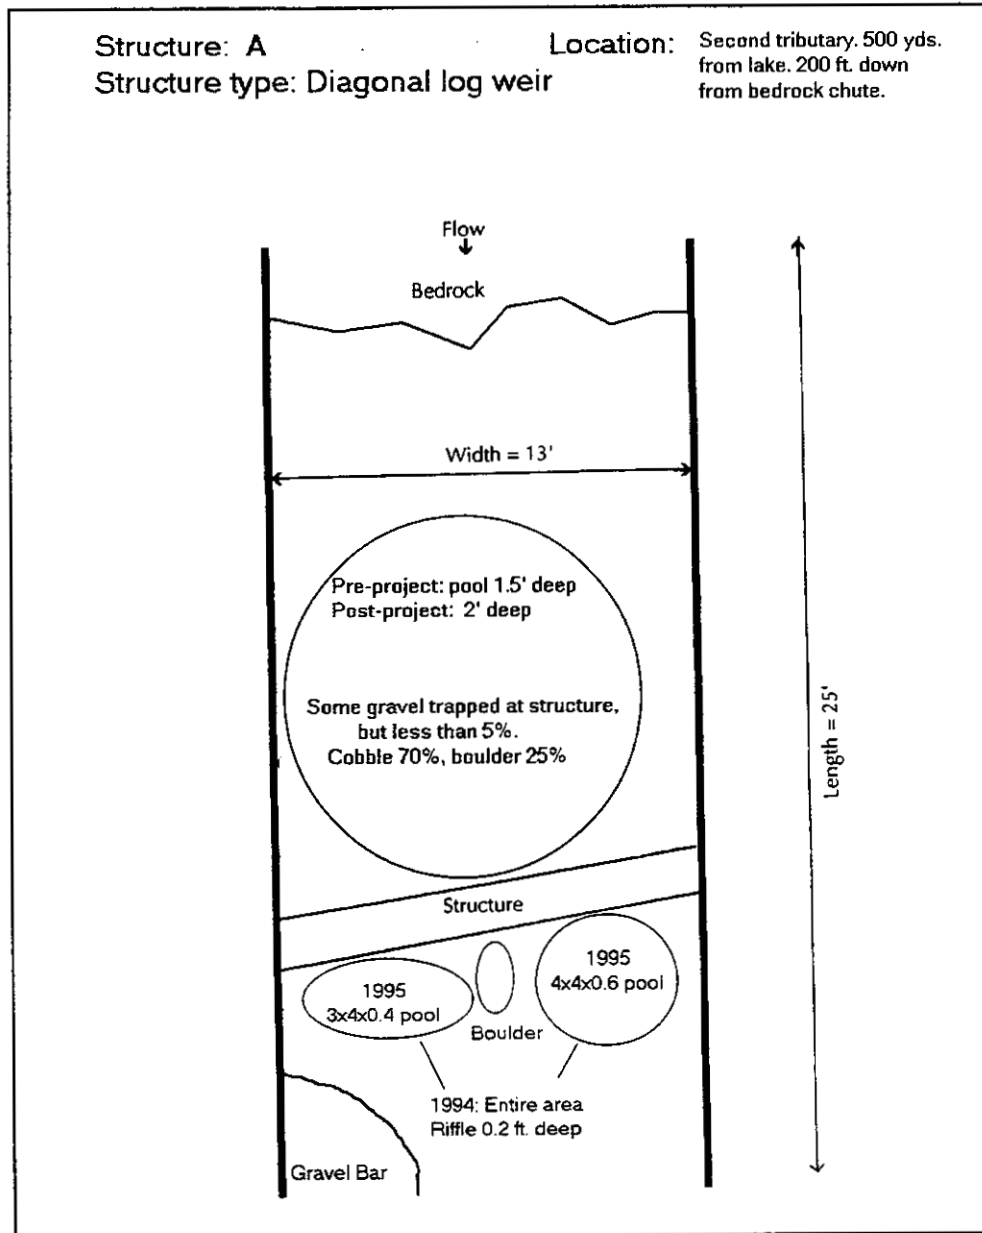 Structure: A
Structure type: Diagonal log weir
Location: Second tributary. 500 yds.
from lake. 200 ft. down
from bedrock chute.
Flow
Bedrock
Width = 13'
Pre-project: pool 1.5' deep
Post-project: 2' deep
Some gravel trapped at structure,
but less than 5%.
Cobble 70%, boulder 25%
Length = 25'
Structure
1995
3x4x0.4 pool
Boulder
1995
4x4x0.6 pool
1994: Entire area
Riffle 0.2 ft. deep
Gravel Bar